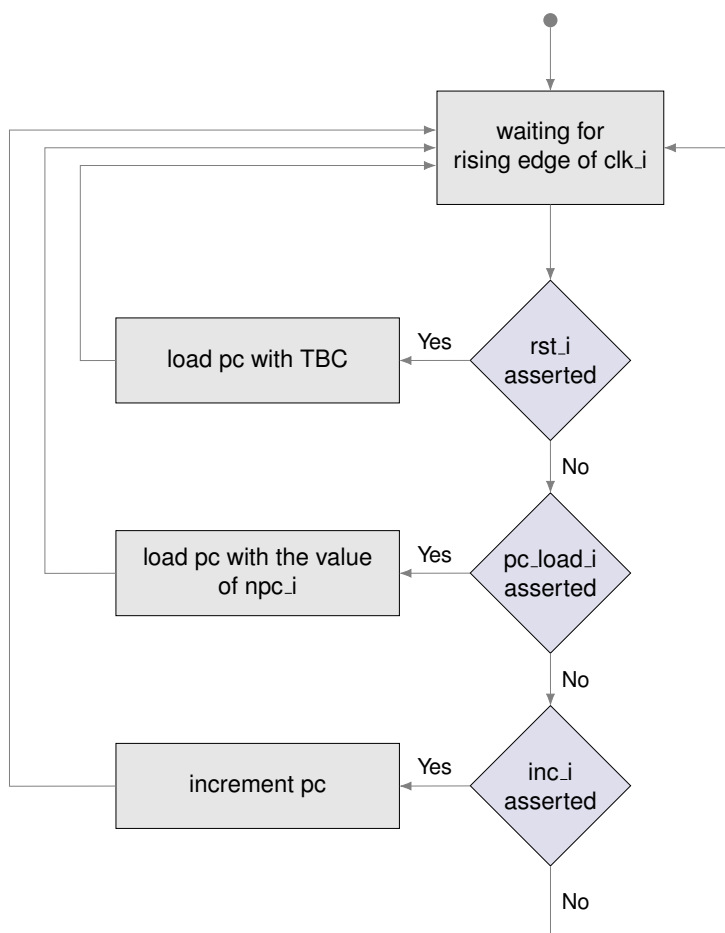 waiting for
rising edge of clk_i
rst_i
asserted
Yes
load pc with TBC
No
pc_load_i
asserted
Yes
load pc with the value
of npc_i
No
inc_i
asserted
Yes
increment pc
No